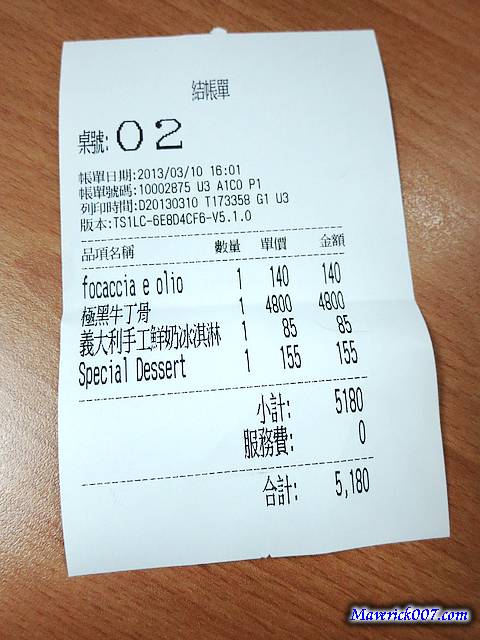 結帳單
桌號:02
帳單日期:2013/03/10 16:01
帳單號碼:10002875 U3 A1C0 P1
列印時間:D20130310 T173358 G1 U3
版本:TS1LC-6E8D4CF6-V5.1.0
品項名稱 數量 單價 金額
focaccia e olio 1 140 140
極黑牛丁骨 1 4800 4800
義大利手工鮮奶冰淇淋 1 85 85
Special Dessert 1 155 155
小計: 5180
服務費: 0
合計: 5,180
Maverick007.com